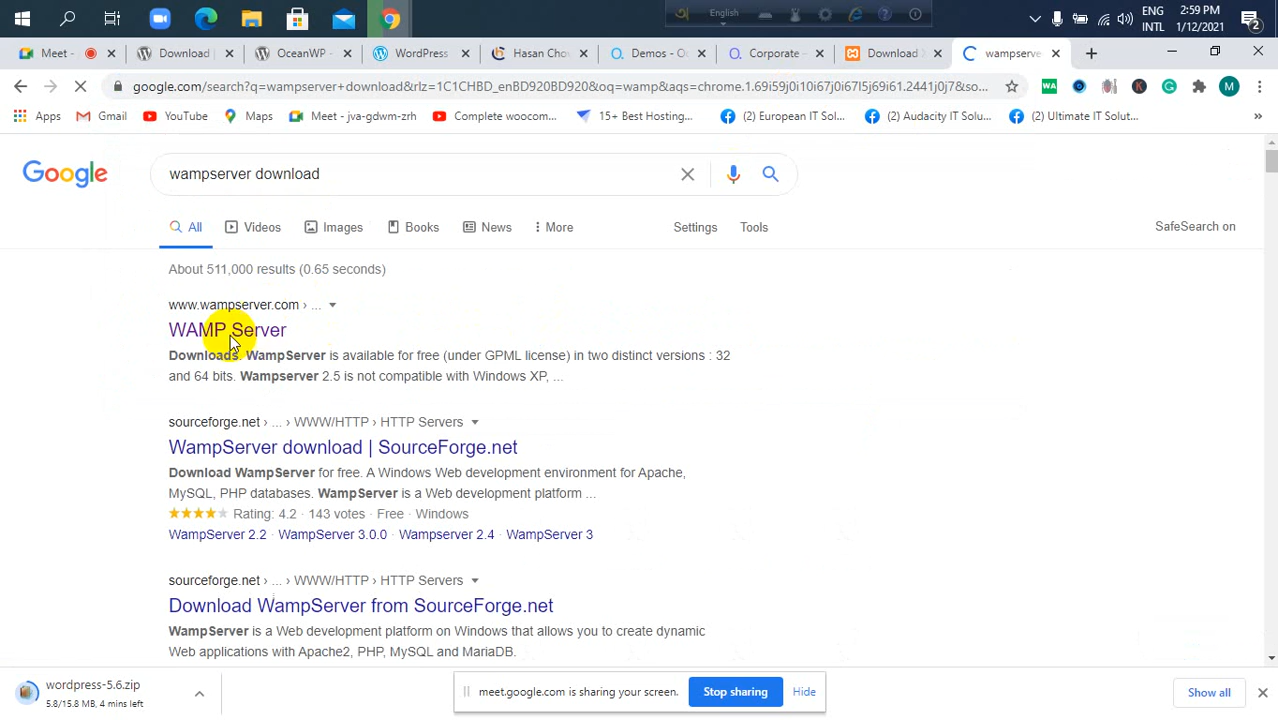 English
ENG
INTL
2:59 PM
1/12/2021
2
Meet -
Download |
OceanWP -
WordPress
Hasan Cho
Demos - Oc
Corporate -
Download X
wampserve
google.com/search?q=wampserver+download&rlz=1C1CHBD_enBD920BD920&oq=wamp&aqs=chrome.1.69i59j0i10i67j0i67l5j69i61.2441j0j7&so...
WA
K
M
Apps
Gmail
YouTube
Maps
Meet - jva-gdwm-zrh
Complete woocom...
15+ Best Hosting...
(2) European IT Sol...
(2) Audacity IT Solu...
(2) Ultimate IT Solut...
»
Google
wampserver download
All
Videos
Images
Books
News
More
Settings
Tools
SafeSearch on
About 511,000 results (0.65 seconds)
www.wampserver.com › ...
WAMP Server
Downloads. WampServer is available for free (under GPML license) in two distinct versions : 32
and 64 bits. Wampserver 2.5 is not compatible with Windows XP, ...
sourceforge.net › ... › WWW/HTTP › HTTP Servers
WampServer download | SourceForge.net
Download WampServer for free. A Windows Web development environment for Apache,
MySQL, PHP databases. WampServer is a Web development platform ...
Rating: 4.2 · 143 votes · Free · Windows
WampServer 2.2 · WampServer 3.0.0 · Wampserver 2.4 · WampServer 3
sourceforge.net › ... › WWW/HTTP › HTTP Servers
Download WampServer from SourceForge.net
WampServer is a Web development platform on Windows that allows you to create dynamic
Web applications with Apache2, PHP, MySQL and MariaDB.
wordpress-5.6.zip
5.8/15.8 MB, 4 mins left
meet.google.com is sharing your screen.
Stop sharing
Hide
Show all